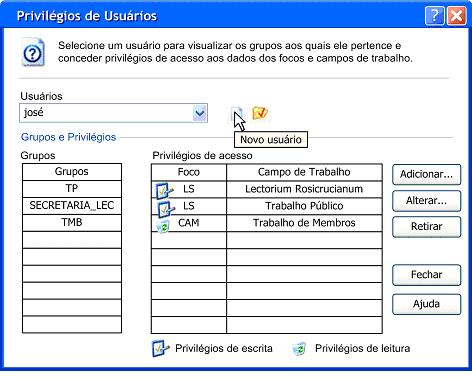 Privilégios de Usuários
Selecione um usuário para visualizar os grupos aos quais ele pertence e
conceder privilégios de acesso aos dados dos focos e campos de trabalho.
Usuários
josé
Novo usuário
Grupos e Privilégios
Grupos
Grupos
TP
SECRETARIA_LEC
TMB
Privilégios de acesso
Foco Campo de Trabalho
LS Lectorium Rosicrucianum
LS Trabalho Público
CAM Trabalho de Membros
Adicionar...
Alterar...
Retirar
Fechar
Ajuda
Privilégios de escrita Privilégios de leitura